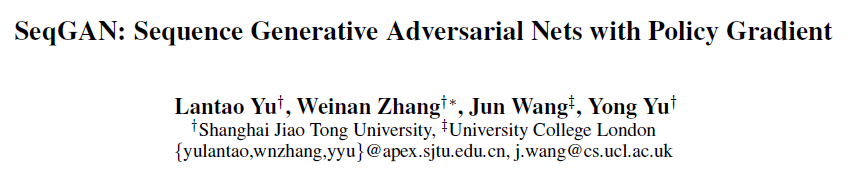 SeqGAN: Sequence Generative Adversarial Nets with Policy Gradient
Lantao Yu†, Weinan Zhang†*, Jun Wang‡, Yong Yu†
†Shanghai Jiao Tong University, ‡University College London
{yulantao,wnzhang,yyu}@apex.sjtu.edu.cn, j.wang@cs.ucl.ac.uk